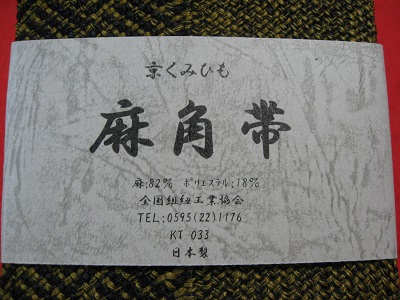 京くみひも
麻角帯
麻:82% ポリエステル:18%
全国組紐工業協会
TEL:0595(22)1176
KT 033
日本製